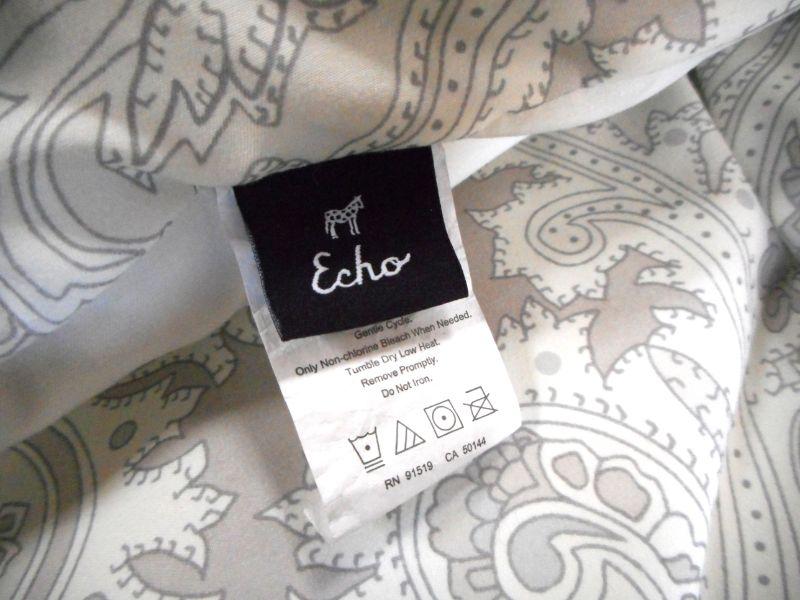 Echo
Gentle Cycle.
Only Non-chlorine Bleach When Needed.
Tumble Dry Low Heat.
Remove Promptly.
Do Not Iron.
RN 91519 CA 50144